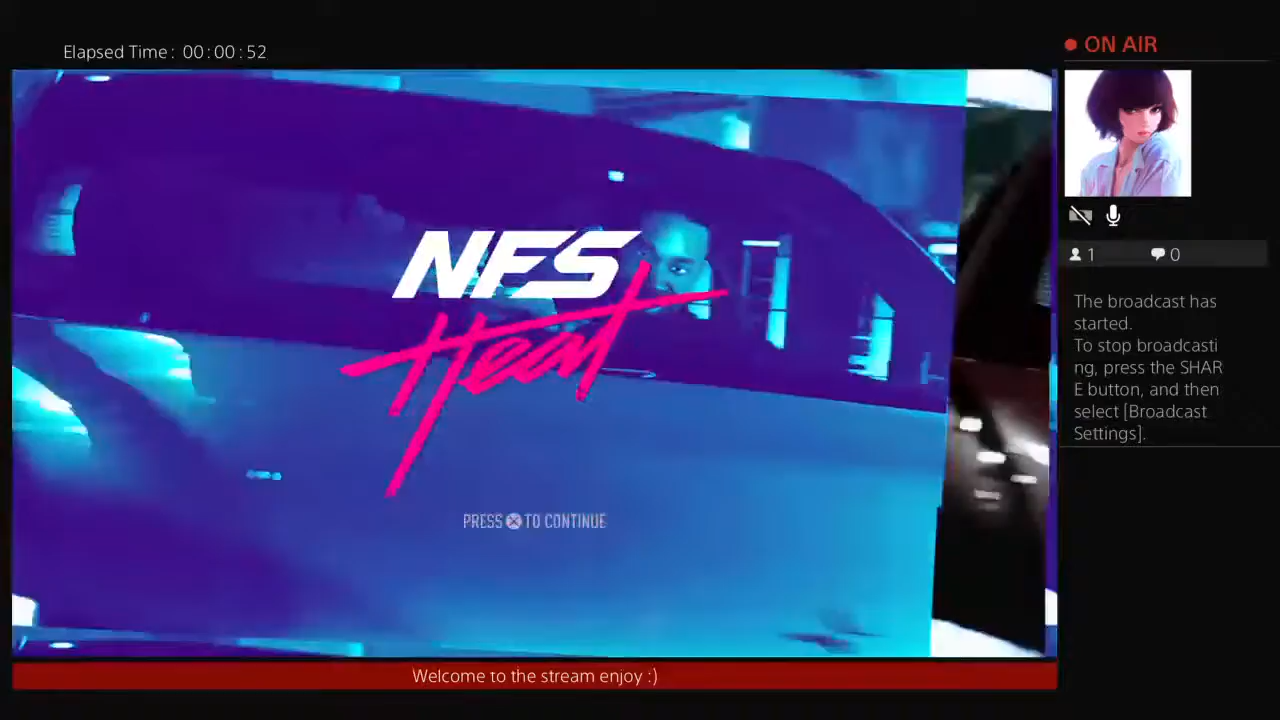 Elapsed Time: 00:00:52
ON AIR
1 0
NFS
Heat
PRESS TO CONTINUE
The broadcast has
started.
To stop broadcasti
ng, press the SHAR
E button, and then
select [Broadcast
Settings].
Welcome to the stream enjoy :)